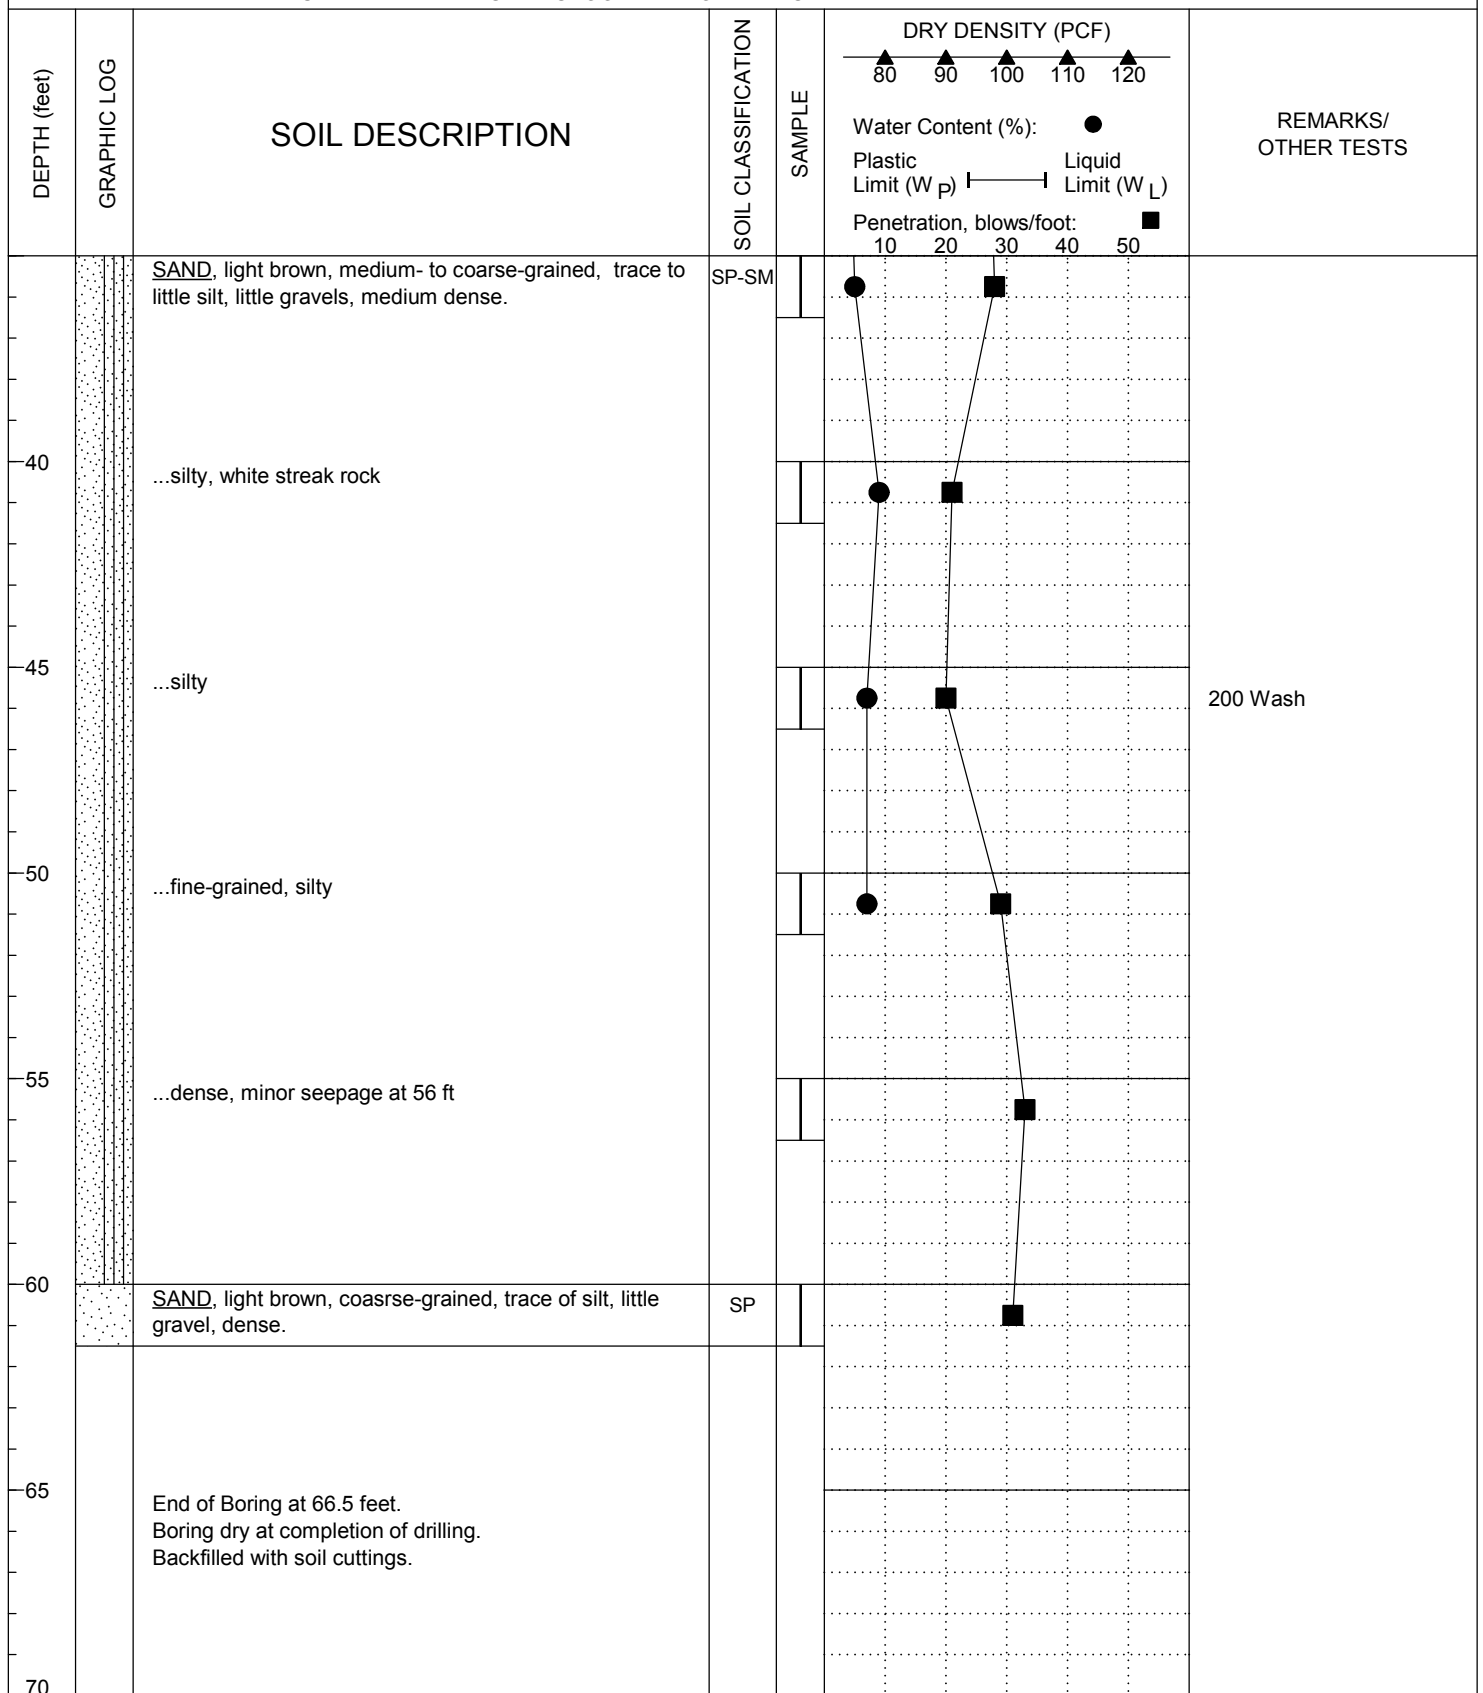 DEPTH (feet)
GRAPHIC LOG
SOIL DESCRIPTION
SOIL CLASSIFICATION
SAMPLE
DRY DENSITY (PCF)
80 90 100 110 120
Water Content (%):
Plastic Limit (W P)
Liquid Limit (W L)
Penetration, blows/foot:
10 20 30 40 50
REMARKS/
OTHER TESTS
SAND, light brown, medium- to coarse-grained, trace to
little silt, little gravels, medium dense.
SP-SM
40
...silty, white streak rock
45
...silty
200 Wash
50
...fine-grained, silty
55
...dense, minor seepage at 56 ft
60
SAND, light brown, coasrse-grained, trace of silt, little
gravel, dense.
SP
65
End of Boring at 66.5 feet.
Boring dry at completion of drilling.
Backfilled with soil cuttings.
70